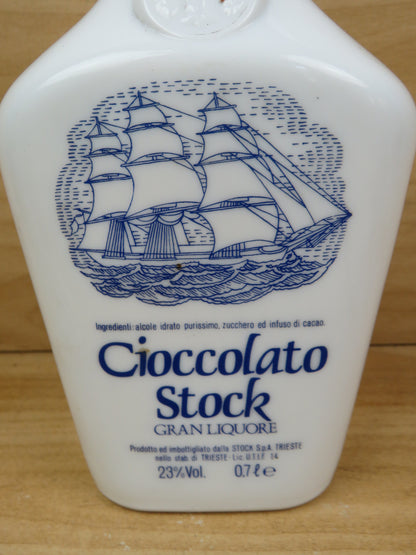 Ingredienti: alcole idrato purissimo, zucchero ed infuso di cacao.
Cioccolato
Stock
GRAN LIQUORE
Prodotto ed imbottigliato dalla STOCK S.p.A. TRIESTE
nello stab. di TRIESTE - Lic. U.T.I.F. 14
23%Vol. 0.7 ℓ ℮